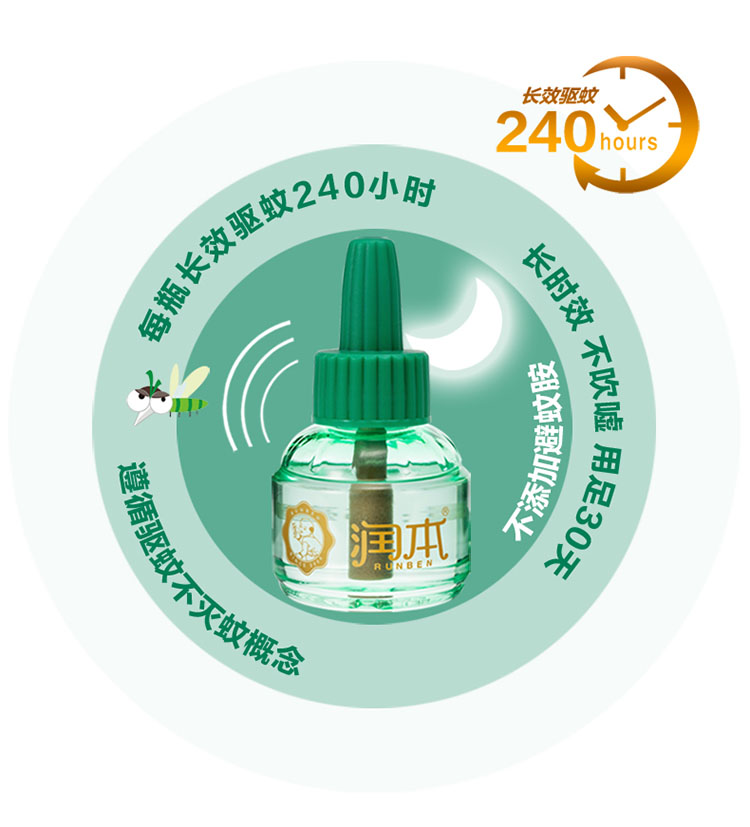 长效驱蚊
240hours
每瓶长效驱蚊240小时
长时效 不吹嘘 用足30天
不添加避蚊胺
遵循驱蚊不灭蚊概念
润本®
RUNBEN